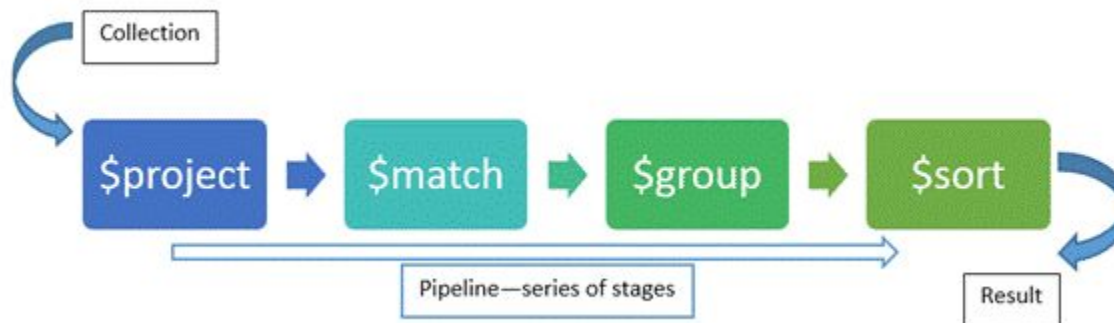 Collection
$project
$match
$group
$sort
Pipeline—series of stages
Result